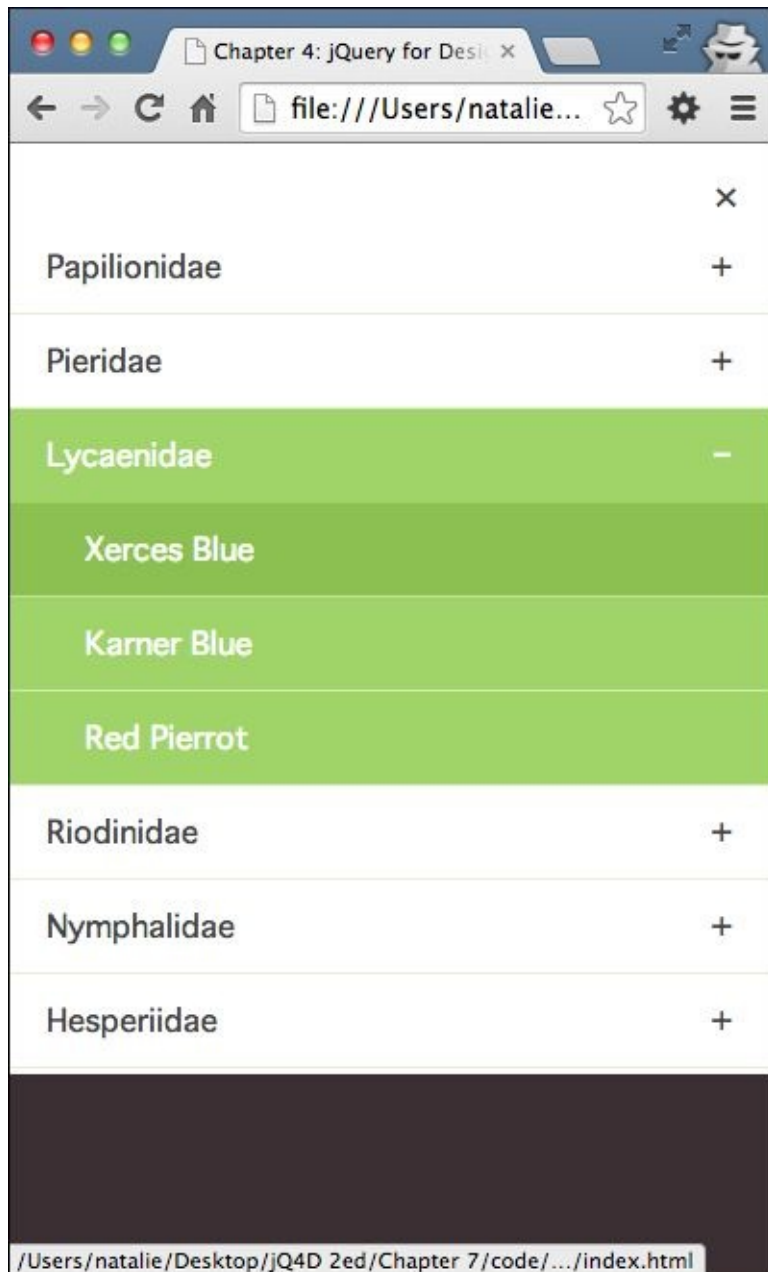 Chapter 4: jQuery for Desi
file:///Users/natalie...
×
Papilionidae +
Pieridae +
Lycaenidae −
Xerces Blue
Karner Blue
Red Pierrot
Riodinidae +
Nymphalidae +
Hesperiidae +
/Users/natalie/Desktop/jQ4D 2ed/Chapter 7/code/.../index.html